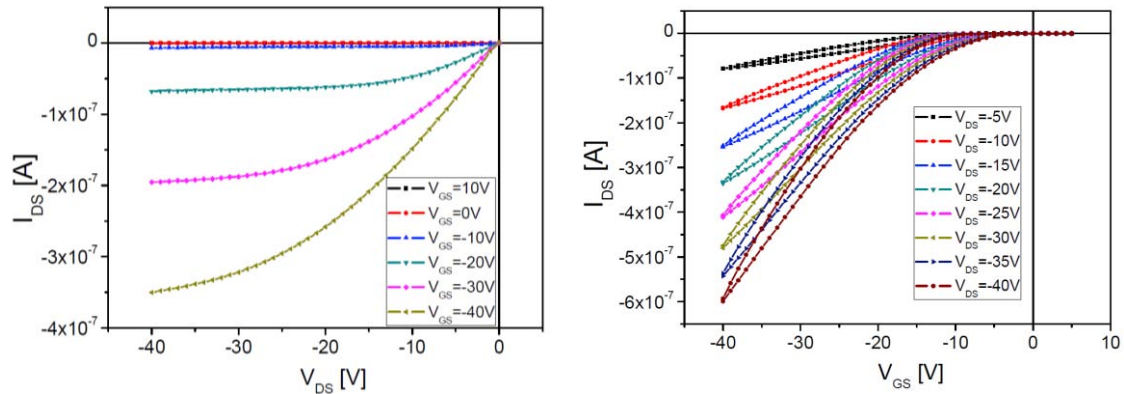 0
-1x10⁻⁷
-2x10⁻⁷
-3x10⁻⁷
-4x10⁻⁷
I_DS [A]
-40
-30
-20
-10
0
V_DS [V]
V_GS=10V
V_GS=0V
V_GS=-10V
V_GS=-20V
V_GS=-30V
V_GS=-40V
0
-1x10⁻⁷
-2x10⁻⁷
-3x10⁻⁷
-4x10⁻⁷
-5x10⁻⁷
-6x10⁻⁷
I_DS [A]
-40
-30
-20
-10
0
10
V_GS [V]
V_DS=-5V
V_DS=-10V
V_DS=-15V
V_DS=-20V
V_DS=-25V
V_DS=-30V
V_DS=-35V
V_DS=-40V